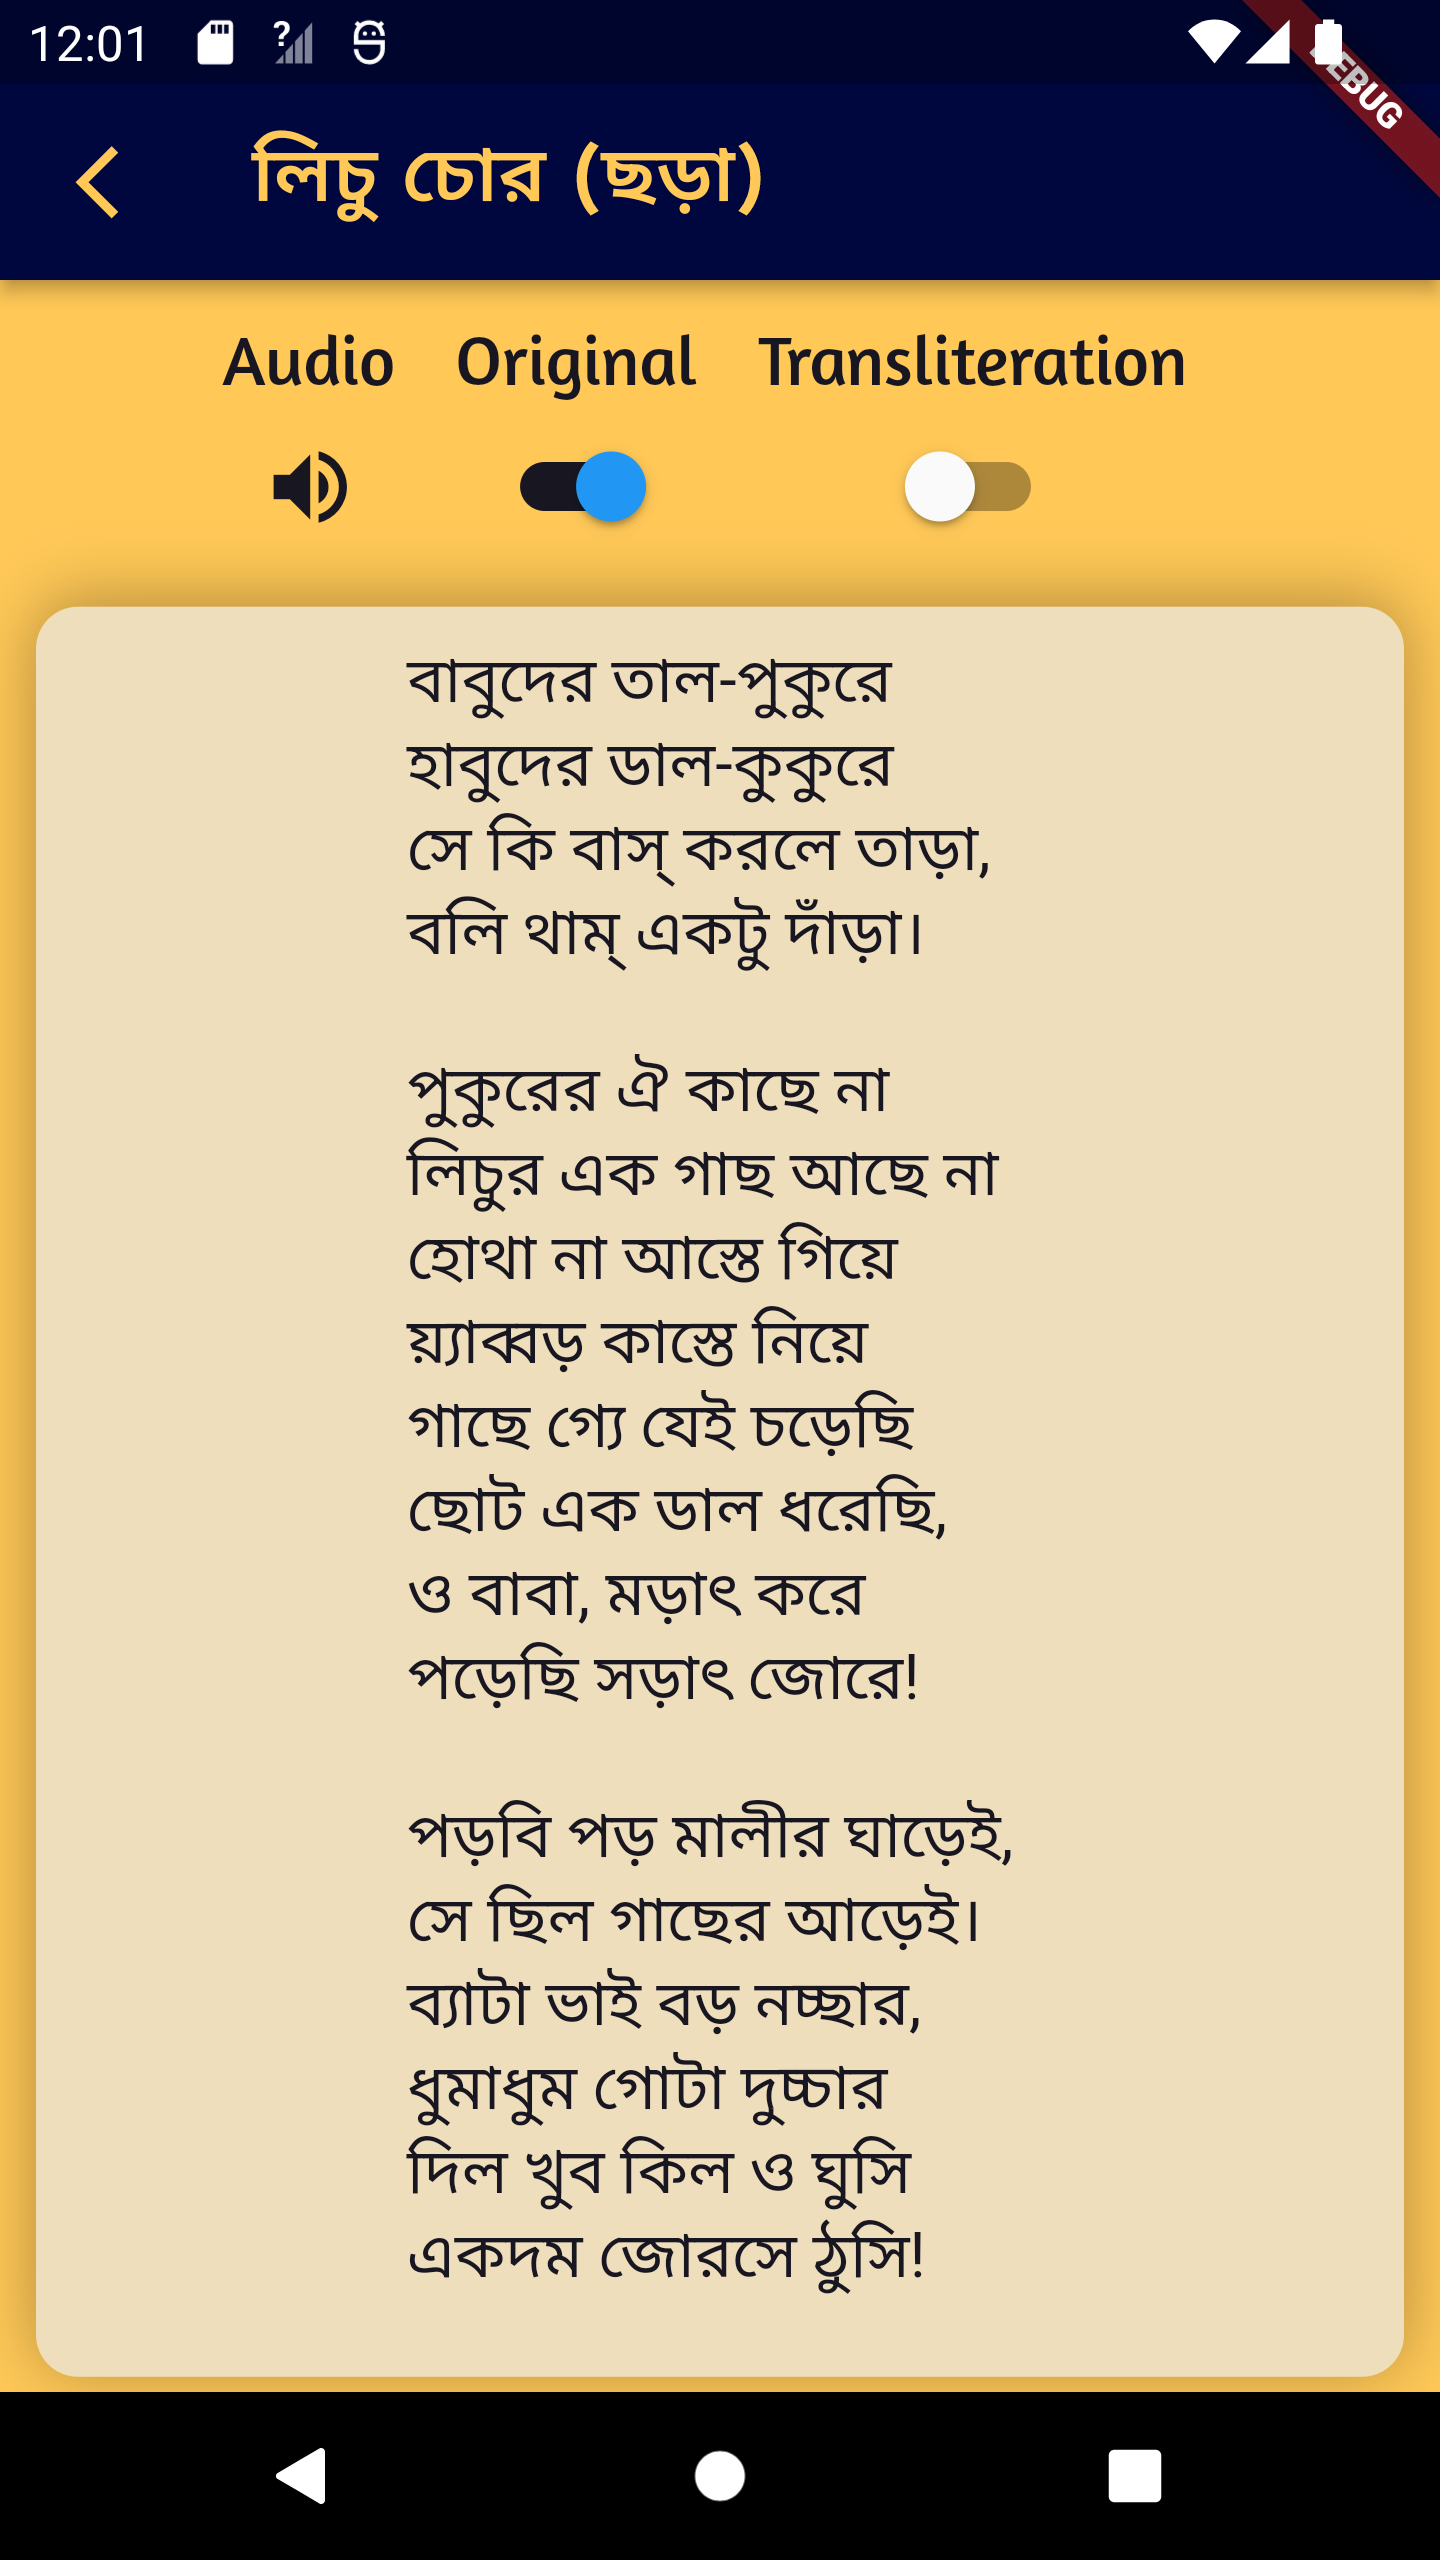 12:01
DEBUG
লিচু চোর (ছড়া)
Audio Original Transliteration
বাবুদের তাল-পুকুরে
হাবুদের ডাল-কুকুরে
সে কি বাস্ করলে তাড়া,
বলি থাম্ একটু দাঁড়া।
পুকুরের ঐ কাছে না
লিচুর এক গাছ আছে না
হোথা না আস্তে গিয়ে
য়্যাব্বড় কাস্তে নিয়ে
গাছে গ্যে যেই চড়েছি
ছোট এক ডাল ধরেছি,
ও বাবা, মড়াৎ করে
পড়েছি সড়াৎ জোরে!
পড়বি পড় মালীর ঘাড়েই,
সে ছিল গাছের আড়েই।
ব্যাটা ভাই বড় নচ্ছার,
ধুমাধুম গোটা দুচ্চার
দিল খুব কিল ও ঘুসি
একদম জোরসে ঠুসি!